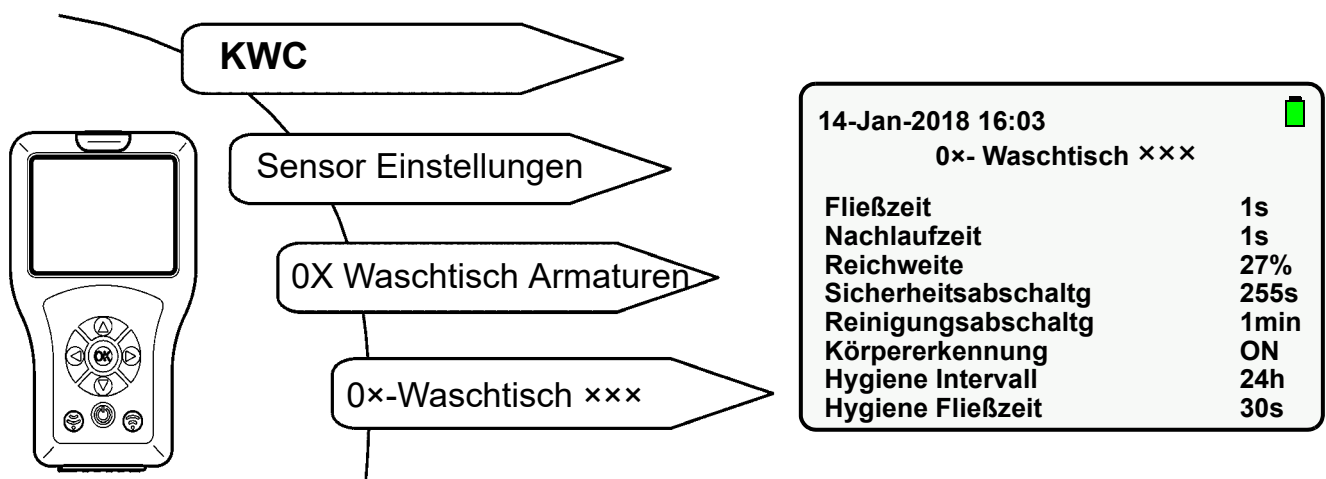 KWC
Sensor Einstellungen
0X Waschtisch Armaturen
0×-Waschtisch ×××
OK
14-Jan-2018 16:03
0×- Waschtisch ×××
Fließzeit 1s
Nachlaufzeit 1s
Reichweite 27%
Sicherheitsabschaltg 255s
Reinigungsabschaltg 1min
Körpererkennung ON
Hygiene Intervall 24h
Hygiene Fließzeit 30s